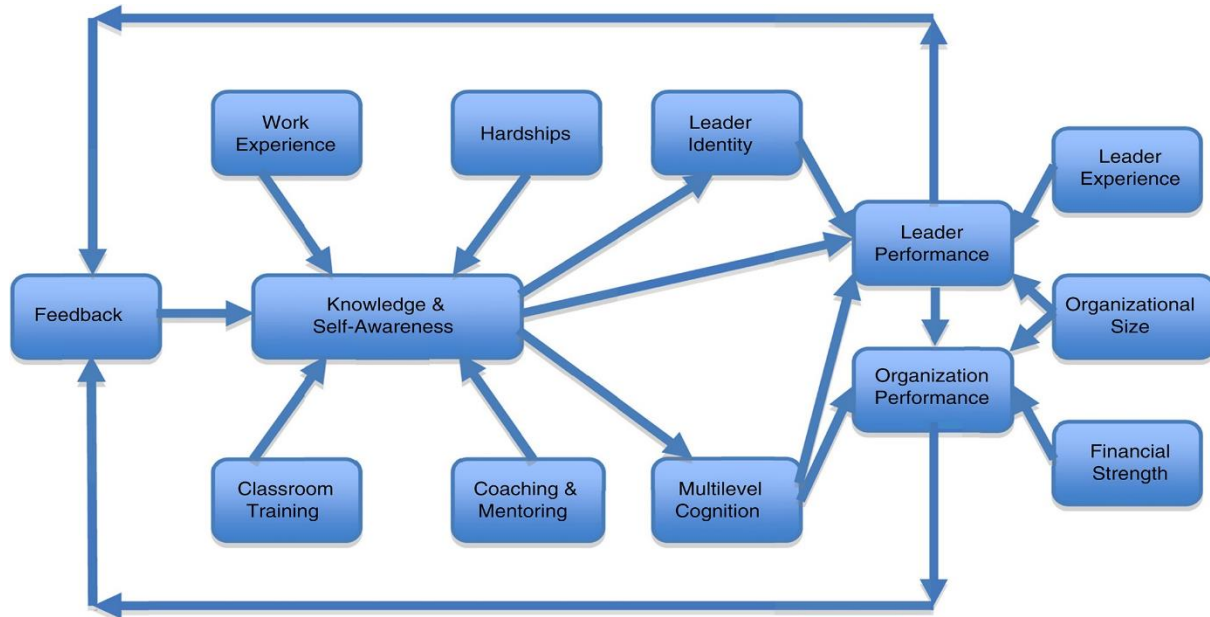 Work
Experience
Hardships
Leader
Identity
Leader
Experience
Leader
Performance
Feedback
Knowledge &
Self-Awareness
Organizational
Size
Organization
Performance
Classroom
Training
Coaching &
Mentoring
Multilevel
Cognition
Financial
Strength